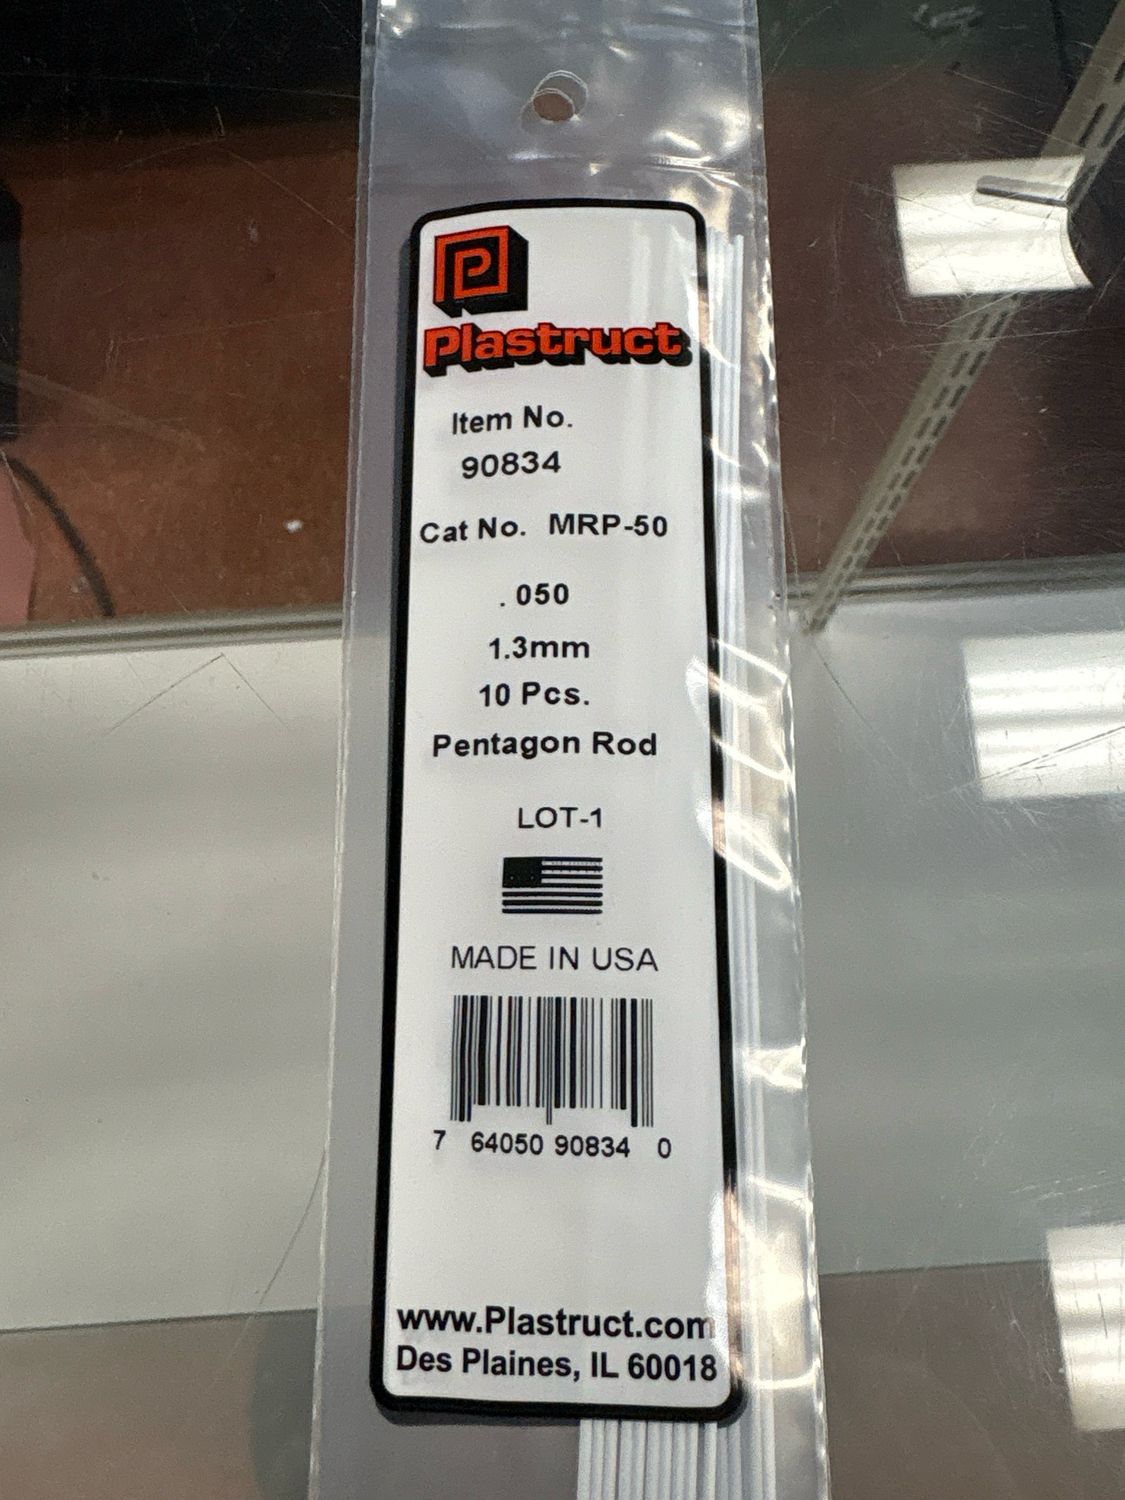 P
Plastruct
Item No.
90834
Cat No. MRP-50
.050
1.3mm
10 Pcs.
Pentagon Rod
LOT-1
MADE IN USA
7 64050 90834 0
www.Plastruct.com
Des Plaines, IL 60018